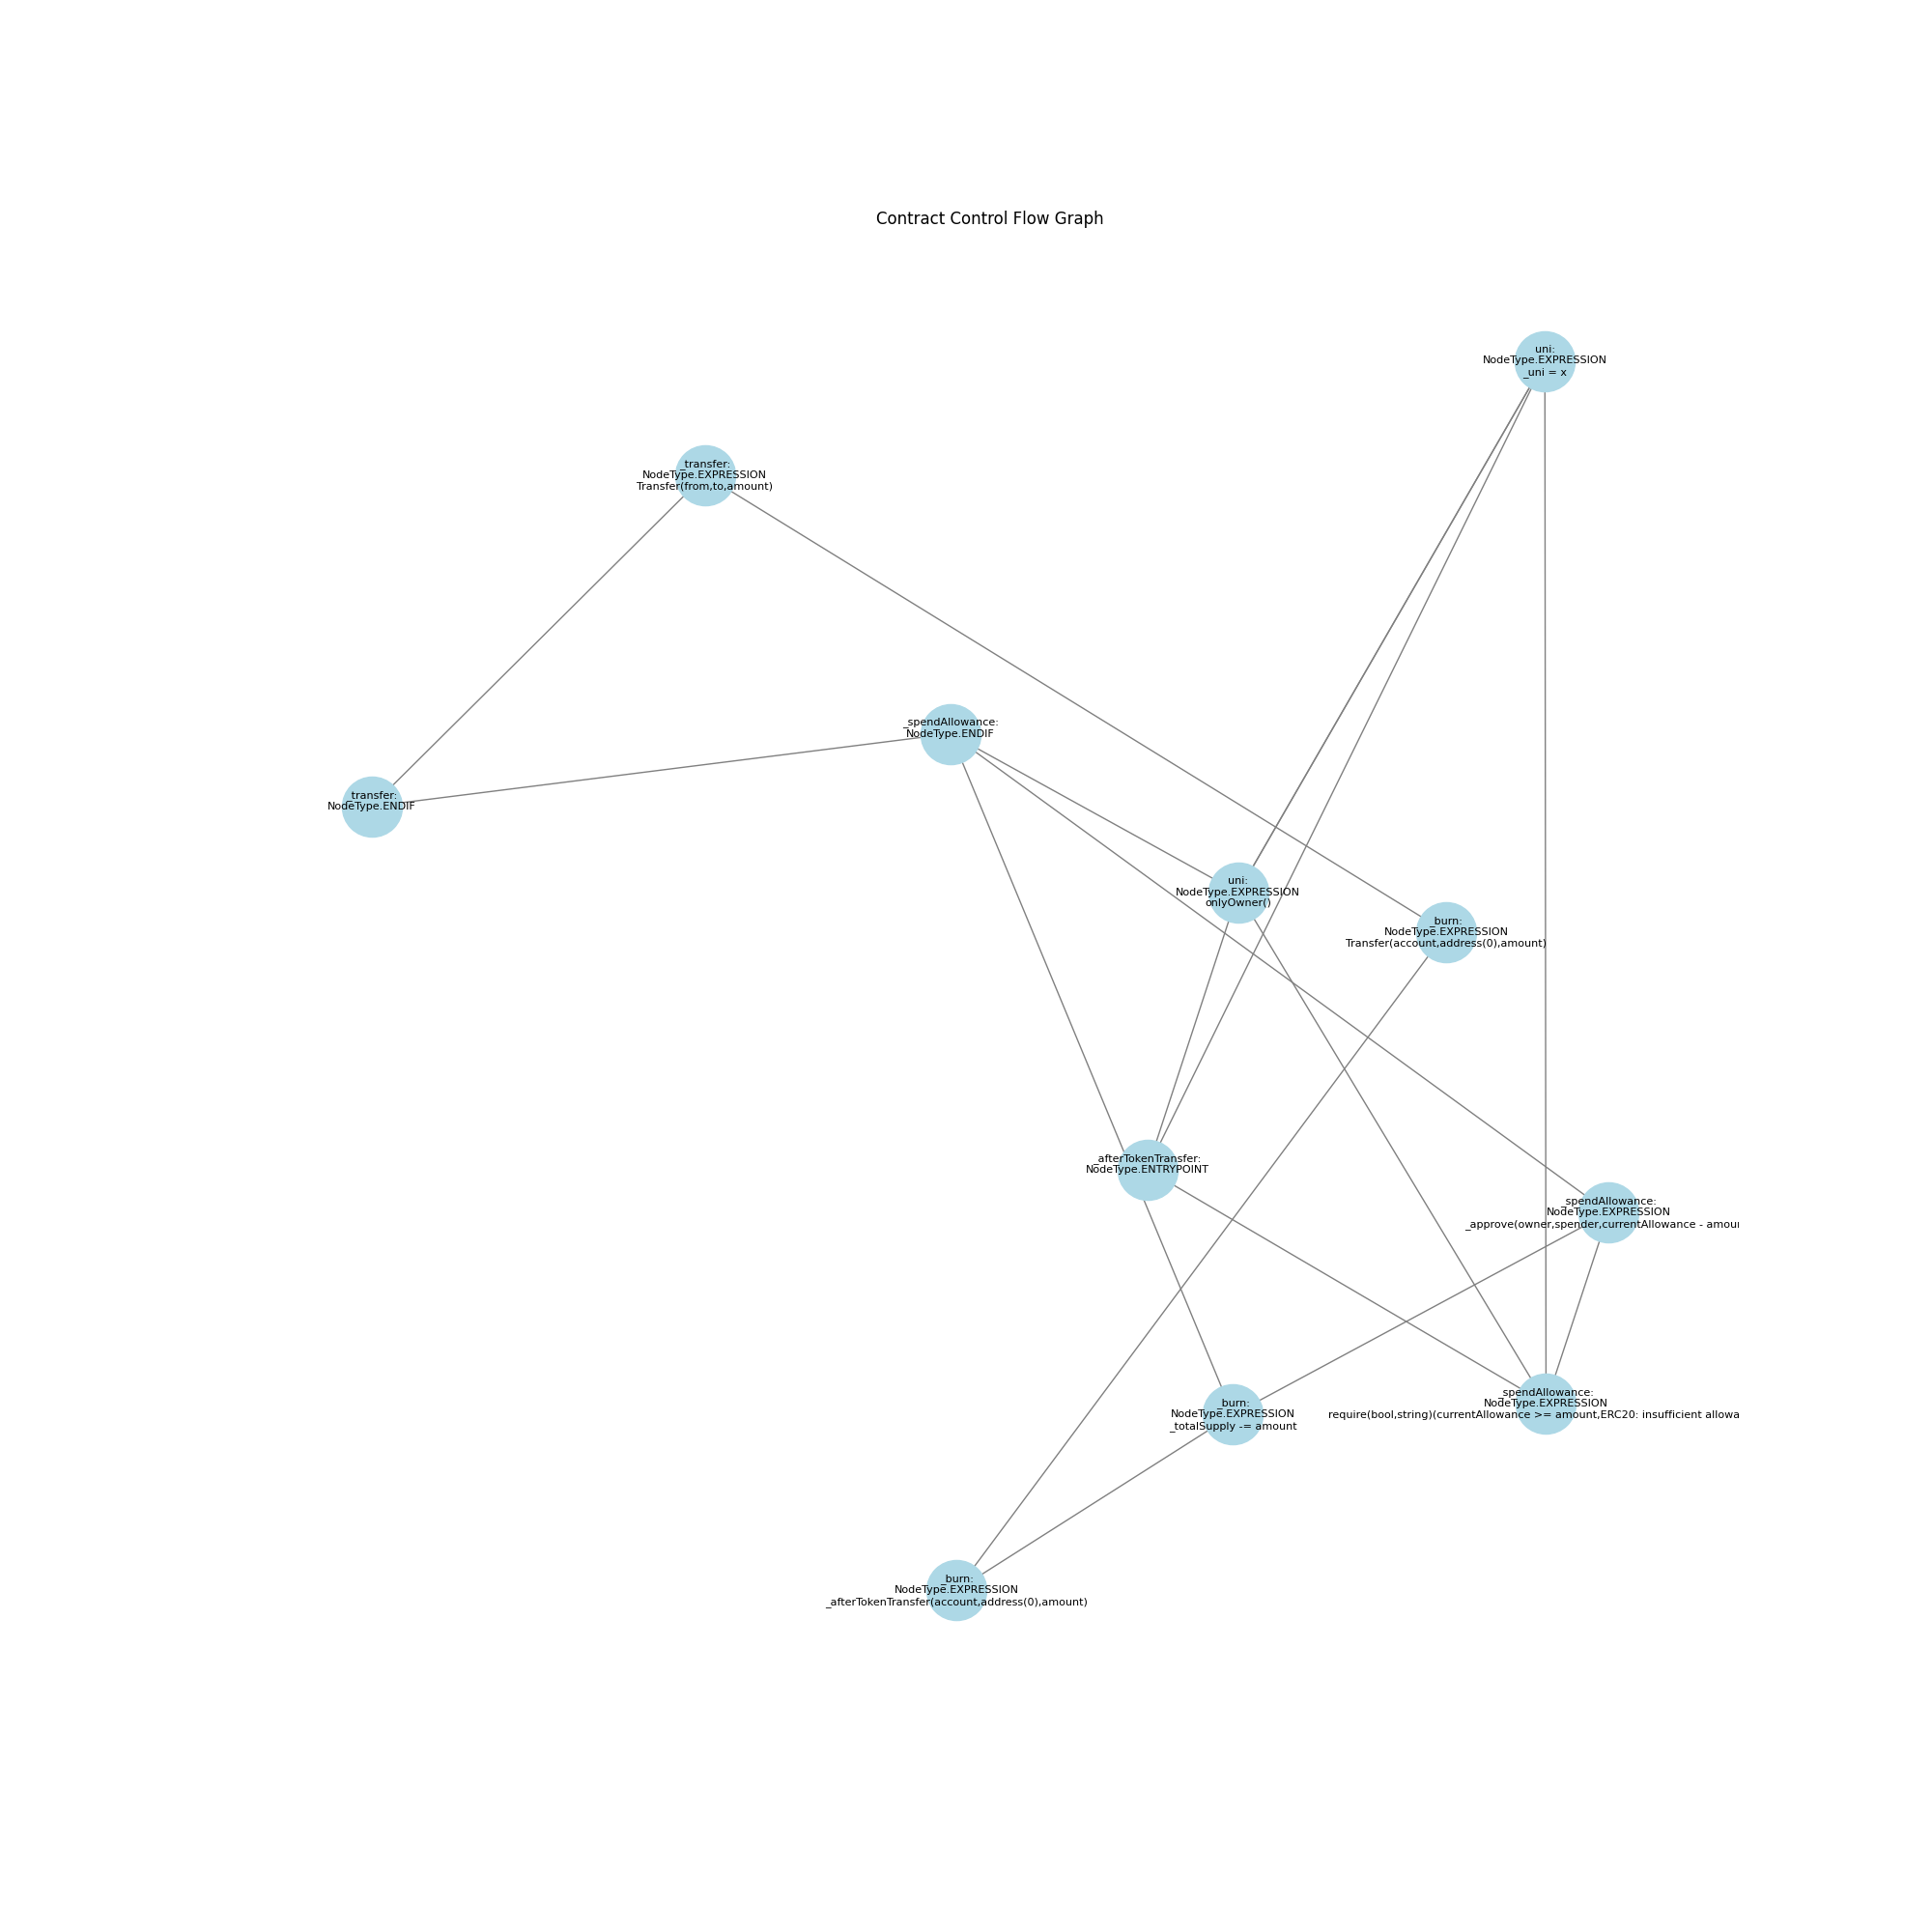 Contract Control Flow Graph
uni:
NodeType.EXPRESSION
_uni = x
_transfer:
NodeType.EXPRESSION
Transfer(from,to,amount)
_spendAllowance:
NodeType.ENDIF
_transfer:
NodeType.ENDIF
uni:
NodeType.EXPRESSION
onlyOwner()
_burn:
NodeType.EXPRESSION
Transfer(account,address(0),amount)
_afterTokenTransfer:
NodeType.ENTRYPOINT
_spendAllowance:
NodeType.EXPRESSION
_approve(owner,spender,currentAllowance - amou
_spendAllowance:
NodeType.EXPRESSION
require(bool,string)(currentAllowance >= amount,ERC20: insufficient allowa
_burn:
NodeType.EXPRESSION
_totalSupply -= amount
_burn:
NodeType.EXPRESSION
_afterTokenTransfer(account,address(0),amount)